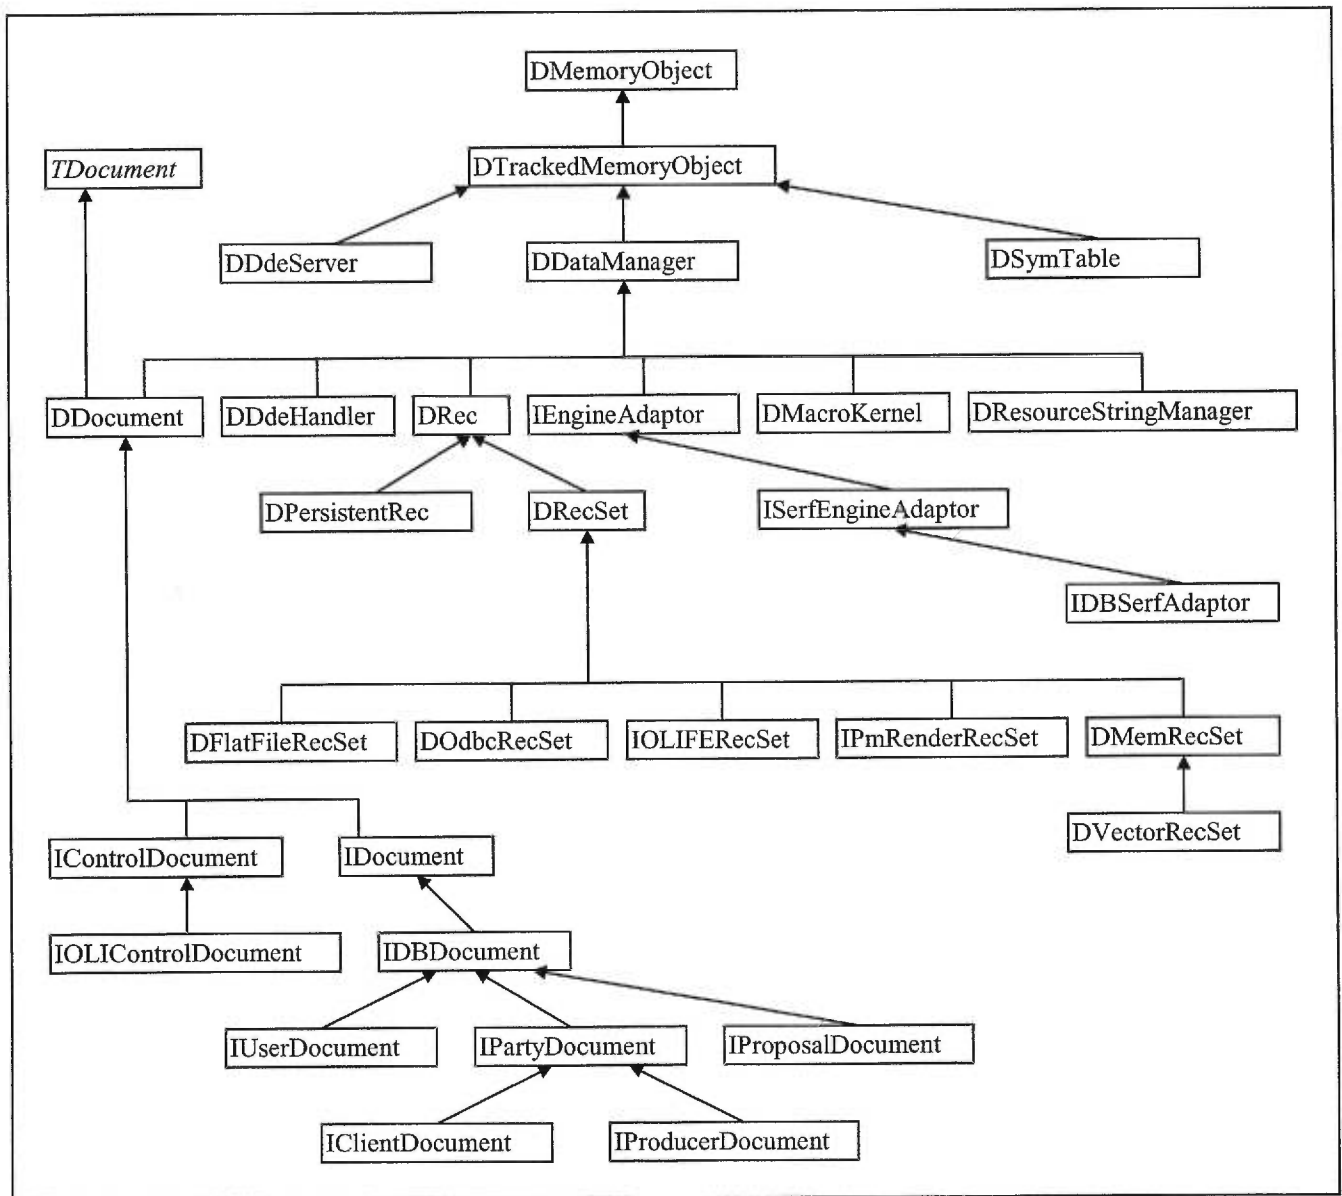 DMemoryObject
TDocument
DTrackedMemoryObject
DDdeServer
DDataManager
DSymTable
DDocument
DDdeHandler
DRec
IEngineAdaptor
DMacroKernel
DResourceStringManager
DPersistentRec
DRecSet
ISerfEngineAdaptor
IDBSerfAdaptor
DFlatFileRecSet
DOdbcRecSet
IOLIFERecSet
IPmRenderRecSet
DMemRecSet
DVectorRecSet
IControlDocument
IDocument
IOLIControlDocument
IDBDocument
IUserDocument
IPartyDocument
IProposalDocument
IClientDocument
IProducerDocument